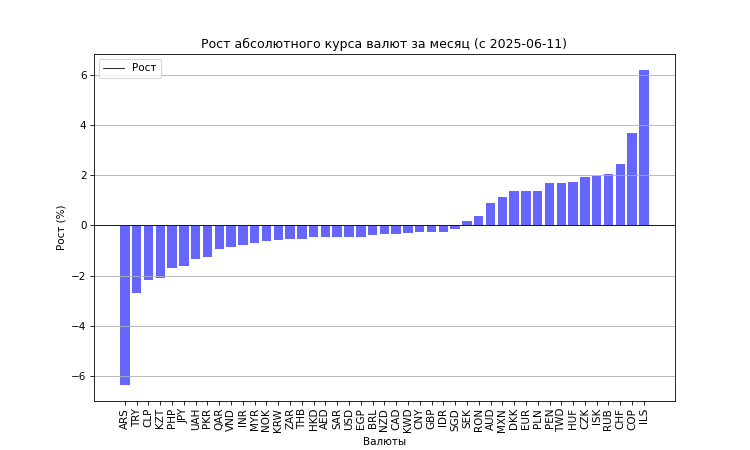 Рост абсолютного курса валют за месяц (с 2025-06-11)
Рост
6
4
2
0
−2
−4
−6
Рост (%)
ARS TRY CLP KZT PHP JPY UAH PKR QAR VND INR MYR NOK KRW ZAR THB HKD AED SAR USD EGP BRL NZD CAD KWD CNY GBP IDR SGD SEK RON AUD MXN DKK EUR PLN PEN TWD HUF CZK ISK RUB CHF COP ILS
Валюты